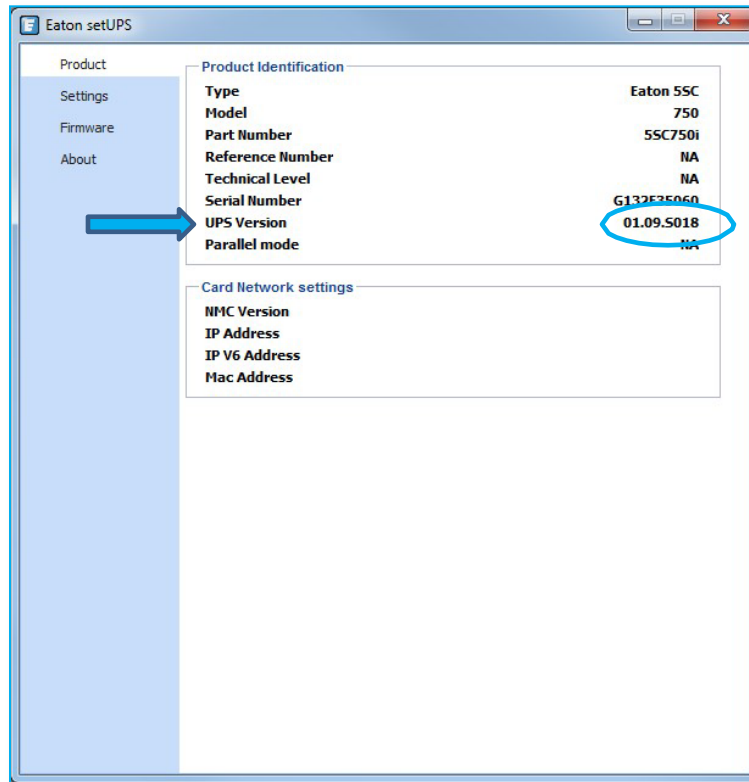 Eaton setUPS
Product
Settings
Firmware
About
Product Identification
Type Eaton 5SC
Model 750
Part Number 5SC750i
Reference Number NA
Technical Level NA
Serial Number G132F35060
UPS Version 01.09.S018
Parallel mode NA
Card Network settings
NMC Version
IP Address
IP V6 Address
Mac Address